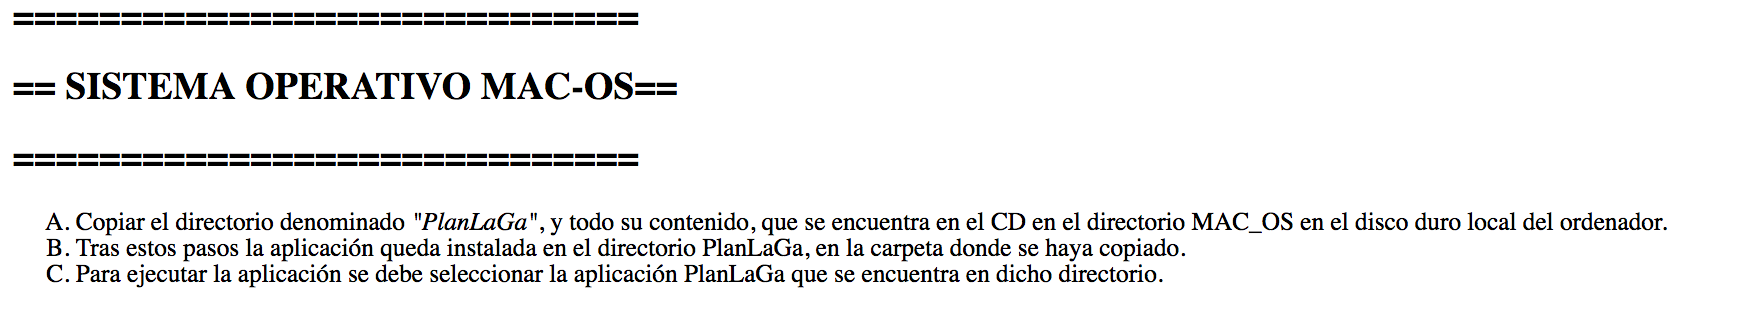 =============================
== SISTEMA OPERATIVO MAC-OS==
=============================
A. Copiar el directorio denominado "PlanLaGa", y todo su contenido, que se encuentra en el CD en el directorio MAC_OS en el disco duro local del ordenador.
B. Tras estos pasos la aplicación queda instalada en el directorio PlanLaGa, en la carpeta donde se haya copiado.
C. Para ejecutar la aplicación se debe seleccionar la aplicación PlanLaGa que se encuentra en dicho directorio.